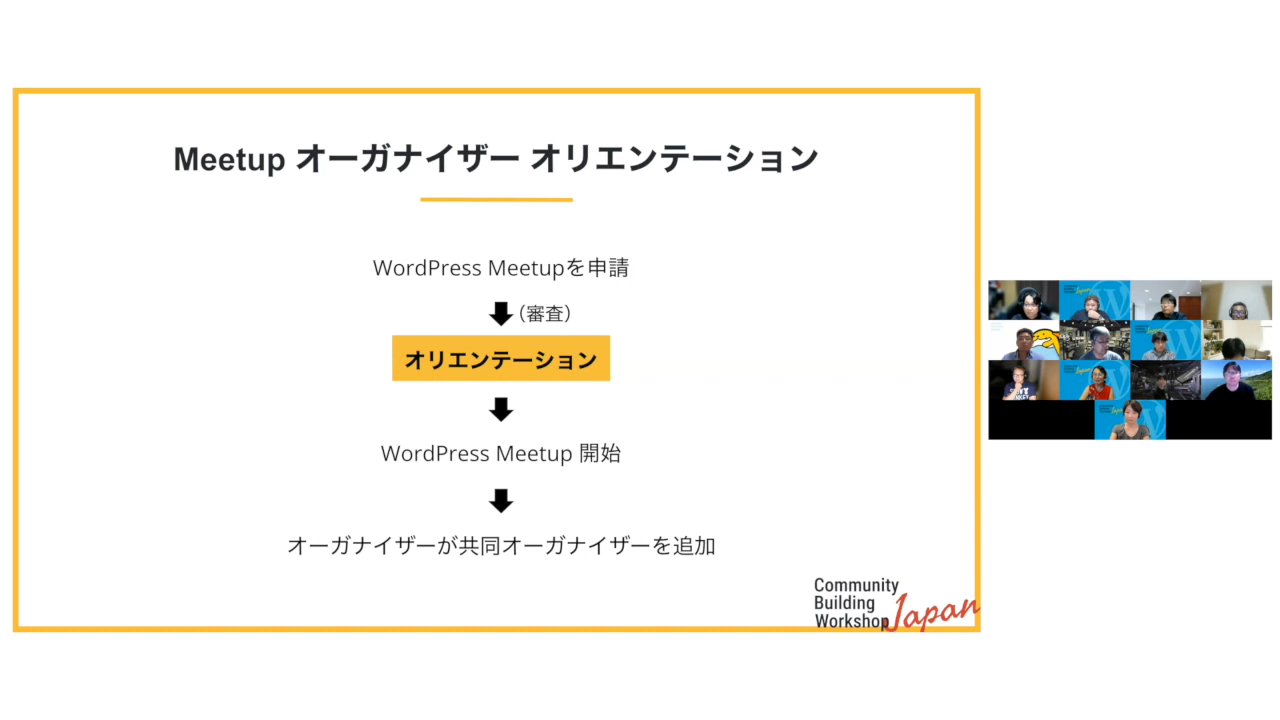 Meetup オーガナイザー オリエンテーション
WordPress Meetupを申請
（審査）
オリエンテーション
WordPress Meetup 開始
オーガナイザーが共同オーガナイザーを追加
Community
Building
Workshop Japan